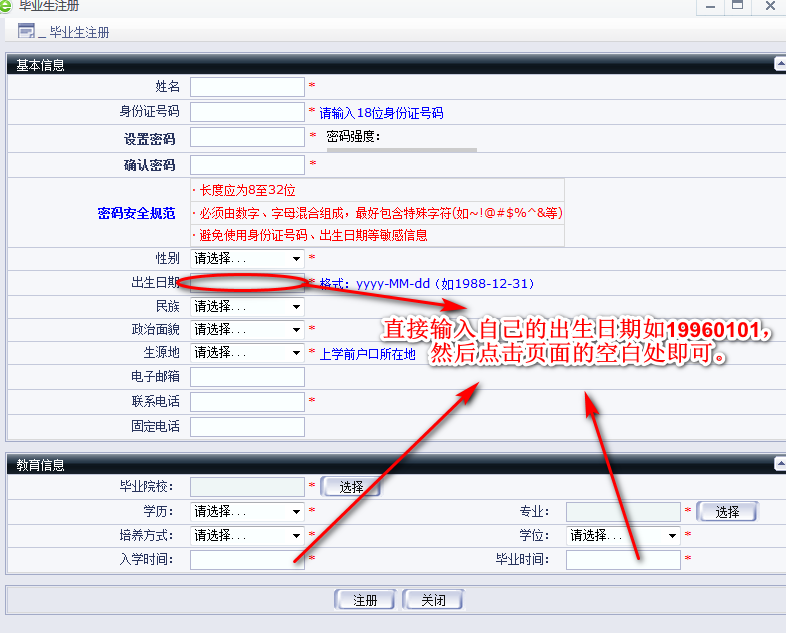 毕业生注册
毕业生注册
基本信息
姓名 *
身份证号码 * 请输入18位身份证号码
设置密码 * 密码强度：
确认密码 *
密码安全规范 · 长度应为8至32位
· 必须由数字、字母混合组成，最好包含特殊字符(如~!@#$%^&等)
· 避免使用身份证号码、出生日期等敏感信息
性别 请选择... *
出生日期 * 格式：yyyy-MM-dd（如1988-12-31）
民族 请选择...
政治面貌 请选择... *
直接输入自己的出生日期如19960101，
生源地 请选择... * 上学前户口所在地
然后点击页面的空白处即可。
电子邮箱
联系电话 *
固定电话
教育信息
毕业院校： * 选择
学历： 请选择... * 专业： * 选择
培养方式： 请选择... * 学位： 请选择... *
入学时间： * 毕业时间： *
注册 关闭